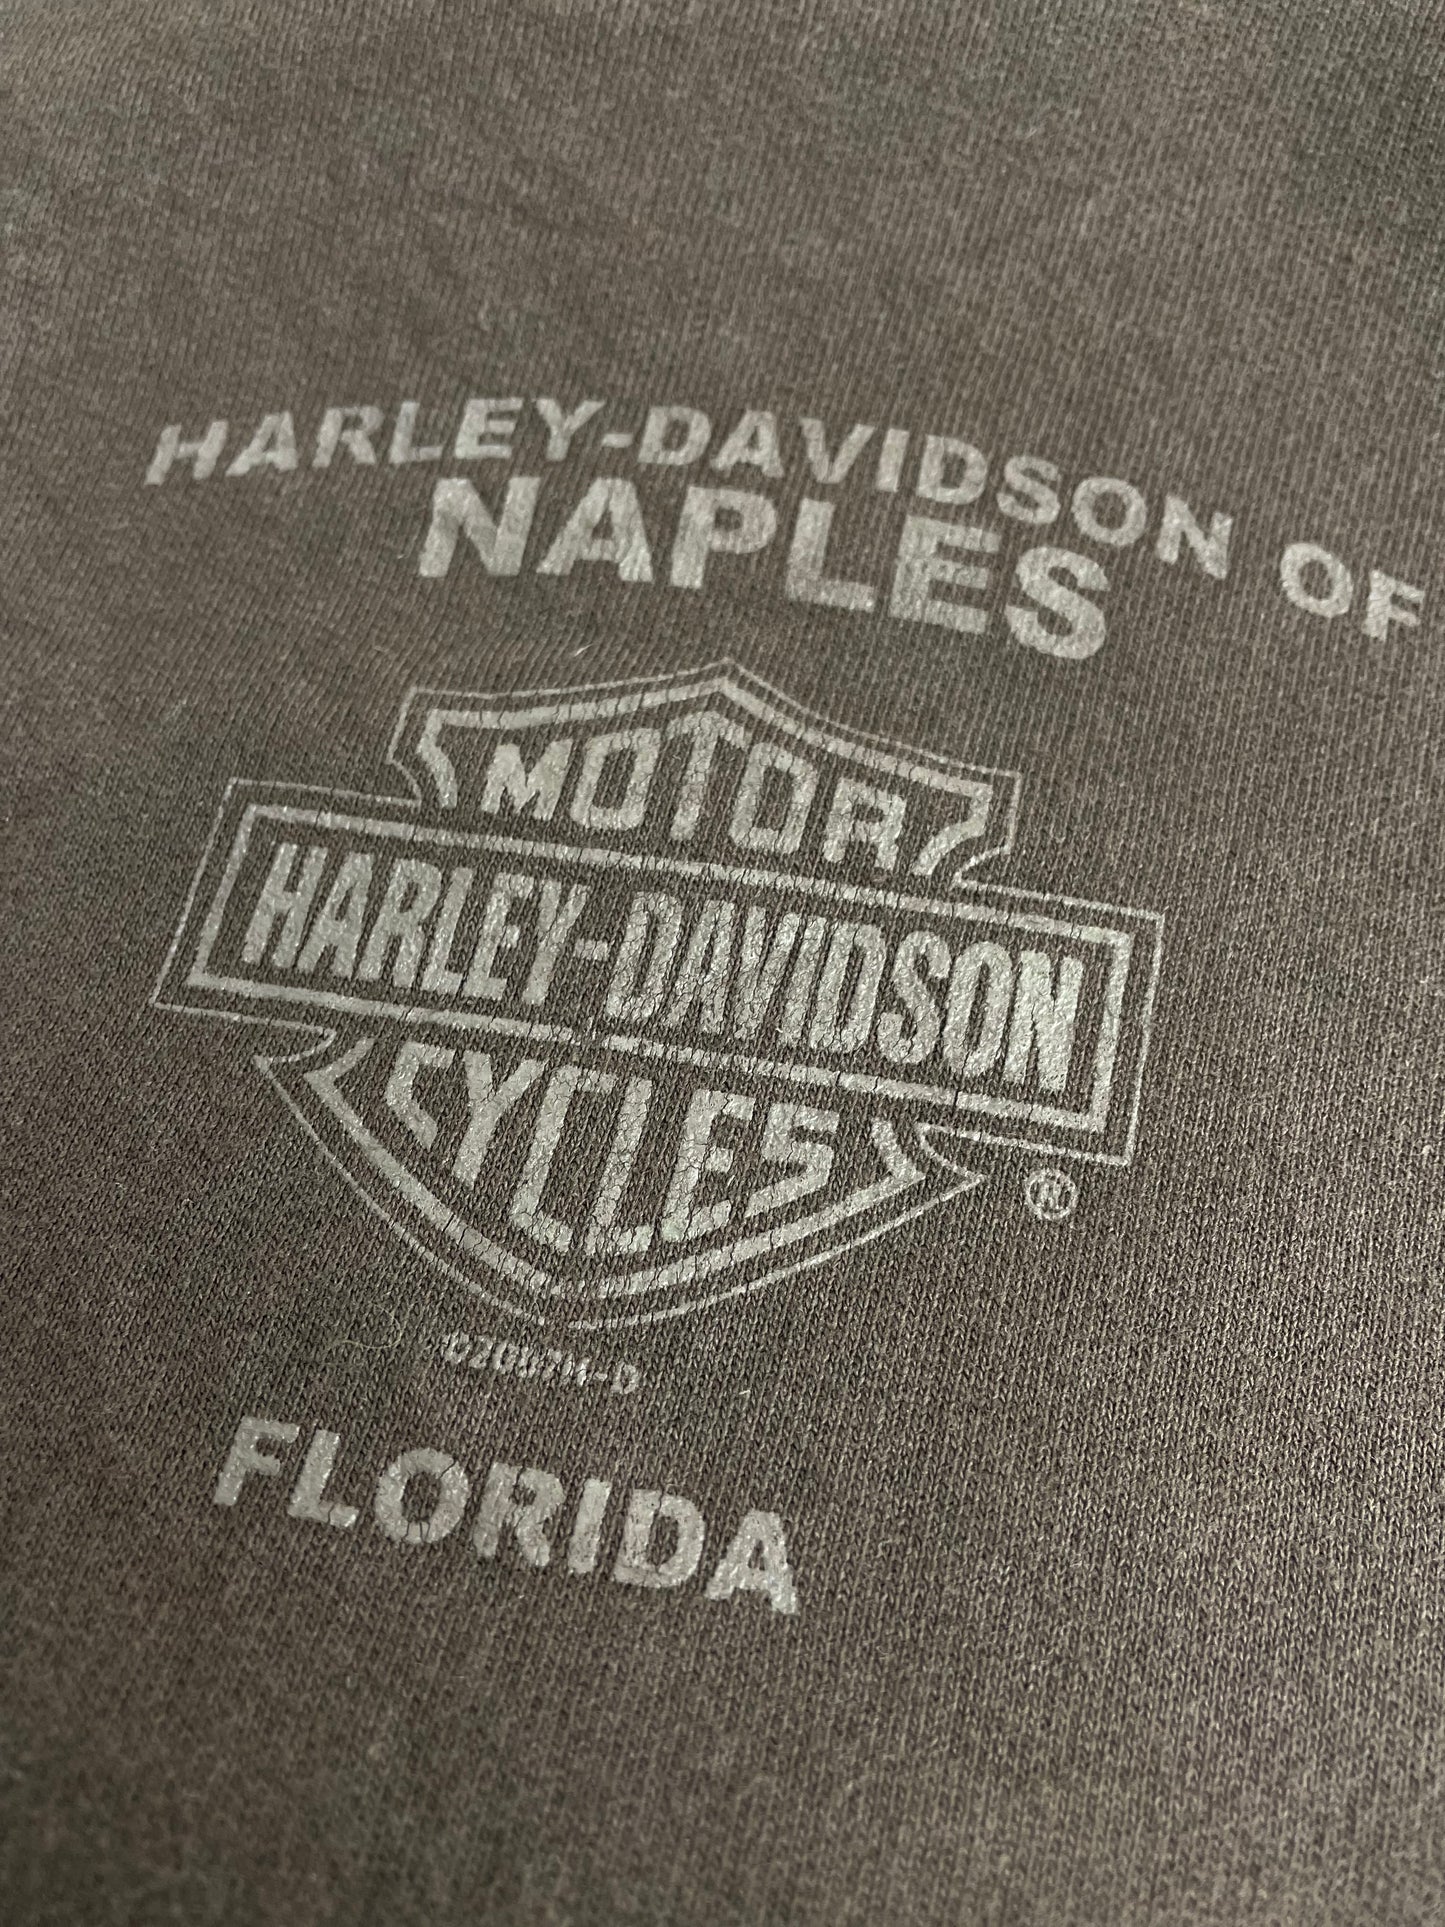 HARLEY-DAVIDSON OF
NAPLES
MOTOR
HARLEY-DAVIDSON
CYCLES
®
FLORIDA